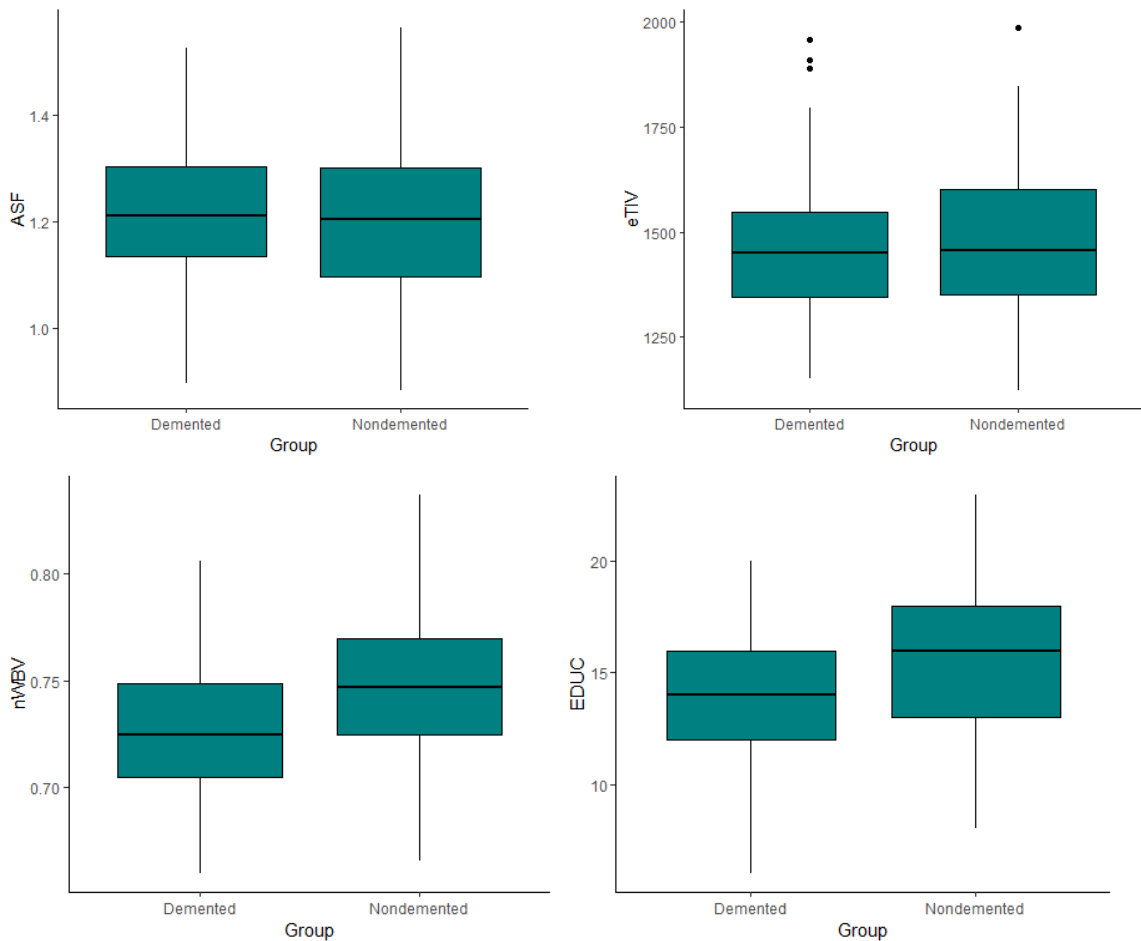 ASF
1.4
1.2
1.0
Demented Nondemented
Group
eTIV
2000
1750
1500
1250
Demented Nondemented
Group
nWBV
0.80
0.75
0.70
Demented Nondemented
Group
EDUC
20
15
10
Demented Nondemented
Group